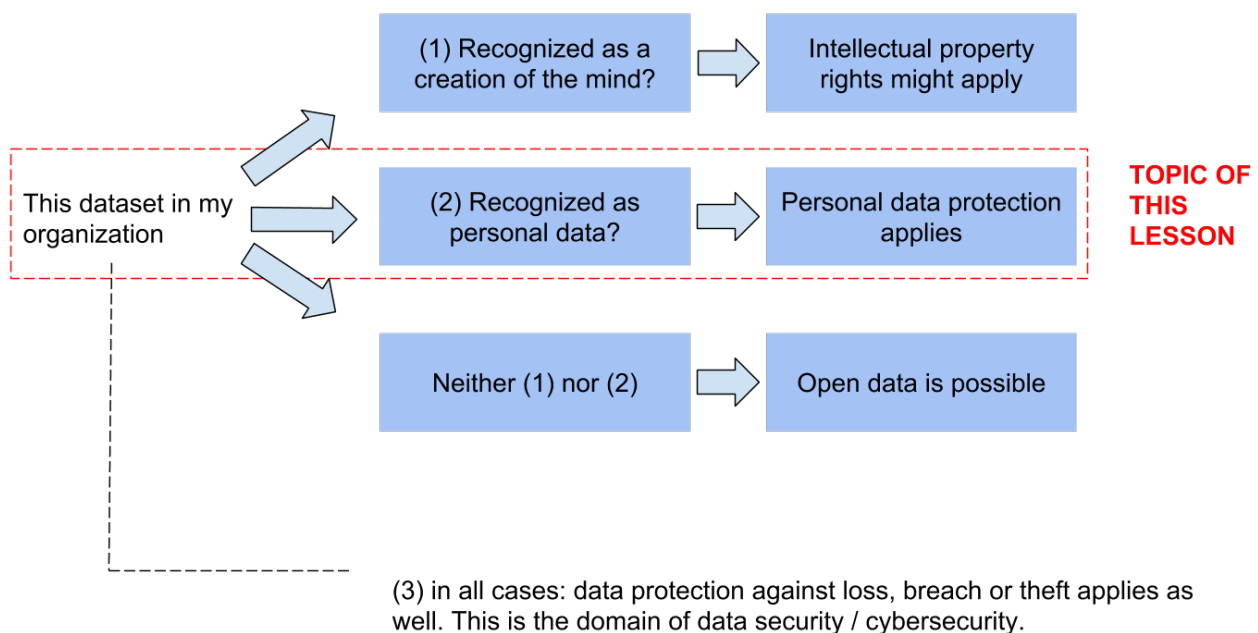 (1) Recognized as a
creation of the mind?
Intellectual property
rights might apply
This dataset in my
organization
(2) Recognized as
personal data?
Personal data protection
applies
TOPIC OF
THIS
LESSON
Neither (1) nor (2)
Open data is possible
(3) in all cases: data protection against loss, breach or theft applies as
well. This is the domain of data security / cybersecurity.